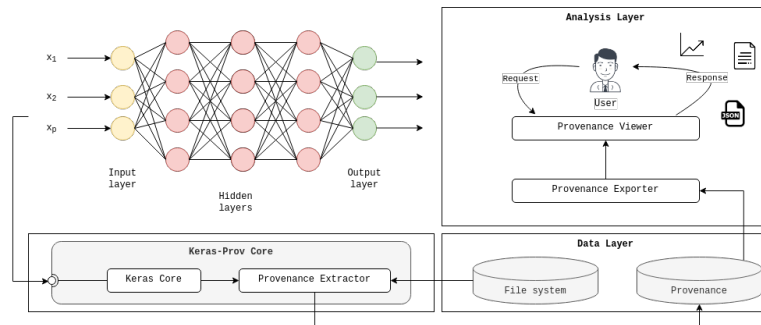 Analysis Layer
x1
x2
xp
Input
layer
Hidden
layers
Output
layer
Request
Response
User
JSON
Provenance Viewer
Provenance Exporter
Keras-Prov Core
Keras Core
Provenance Extractor
Data Layer
File system
Provenance